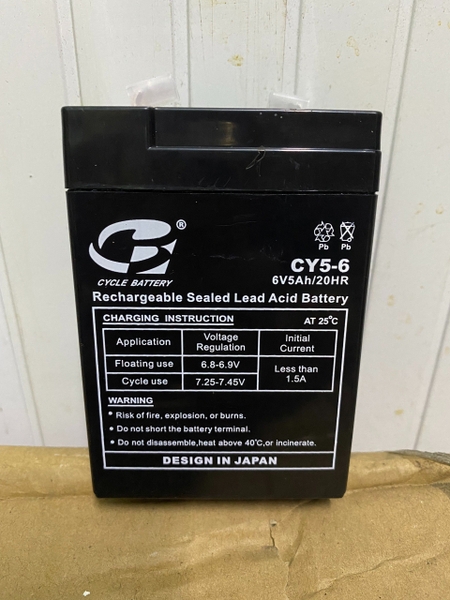 ®
CYCLE BATTERY
Pb Pb
CY5-6
6V5Ah/20HR
Rechargeable Sealed Lead Acid Battery
CHARGING INSTRUCTION AT 25°C
Application Voltage Regulation Initial Current
Floating use 6.8-6.9V Less than 1.5A
Cycle use 7.25-7.45V
WARNING
* Risk of fire, explosion, or burns.
• Do not short the battery terminal.
• Do not disassemble,heat above 40°C,or incinerate.
DESIGN IN JAPAN